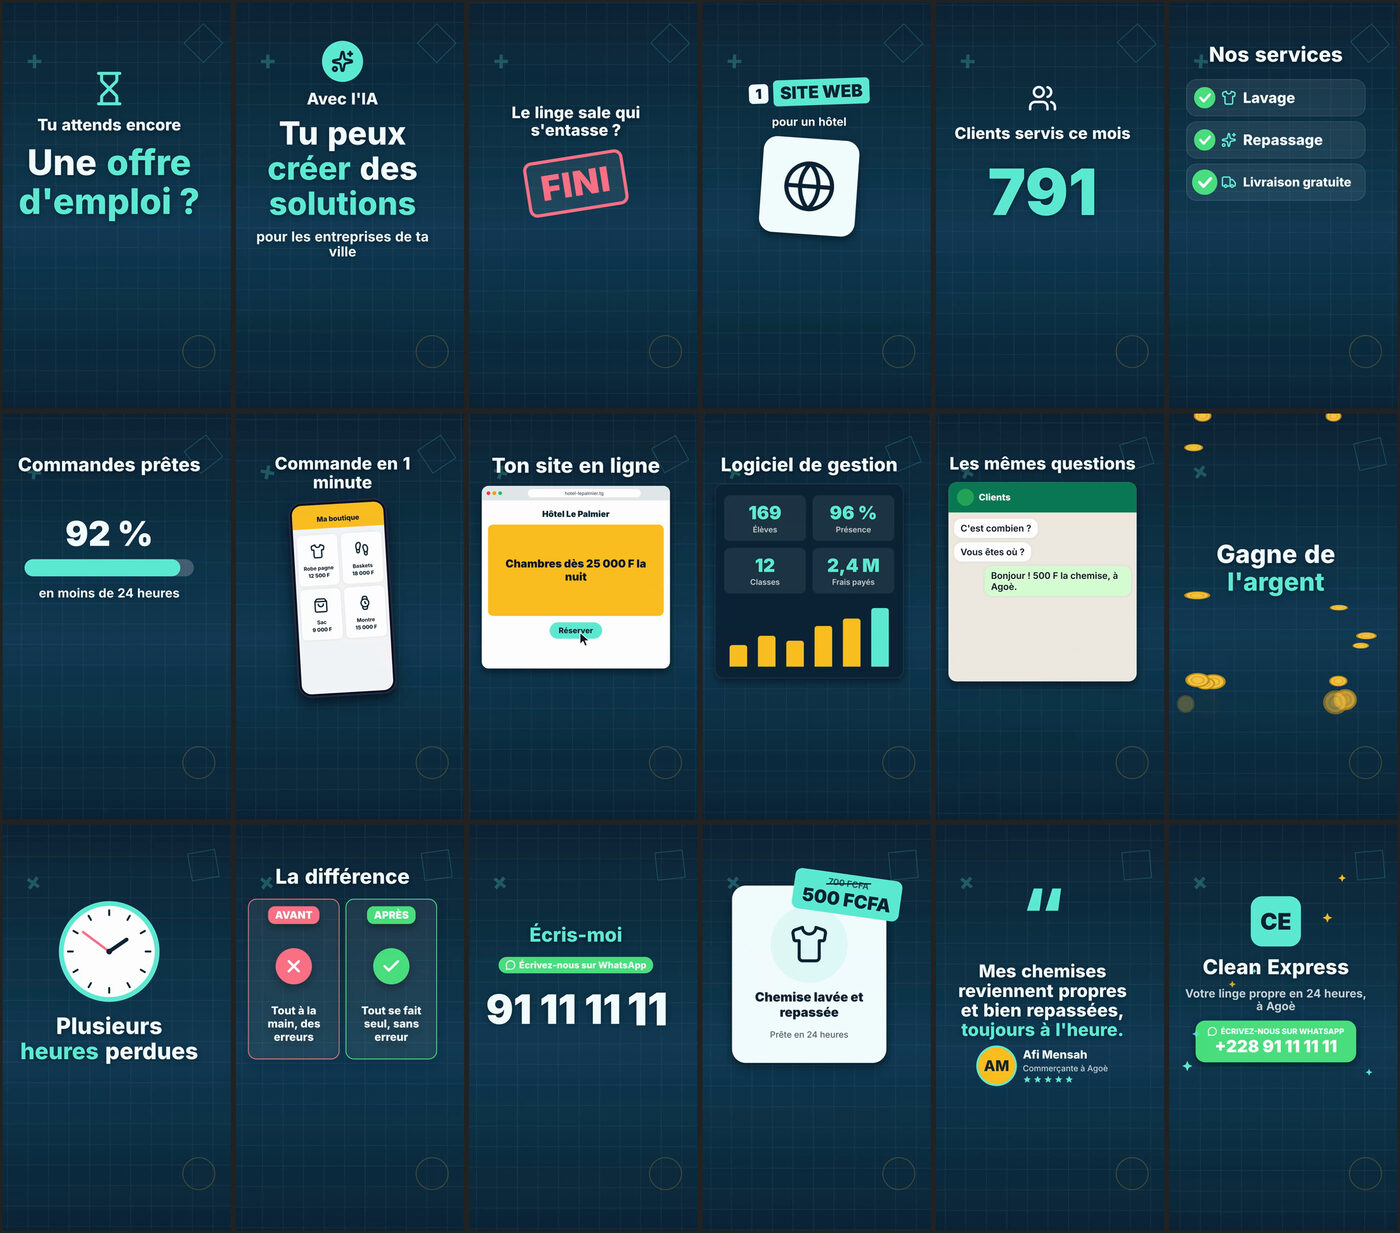 Tu attends encore
Une offre
d'emploi ?
Avec l'IA
Tu peux
créer des
solutions
pour les entreprises de ta
ville
Le linge sale qui
s'entasse ?
FINI
1 SITE WEB
pour un hôtel
Clients servis ce mois
791
Nos services
Lavage
Repassage
Livraison gratuite
Commandes prêtes
92 %
en moins de 24 heures
Commande en 1
minute
Ma boutique
Robe pagne
12 500 F
Baskets
18 000 F
Sac
9 000 F
Montre
15 000 F
Ton site en ligne
hotel-lepalmier.tg
Hôtel Le Palmier
Chambres dès 25 000 F la
nuit
Réserver
Logiciel de gestion
169
Élèves
96 %
Présence
12
Classes
2,4 M
Frais payés
Les mêmes questions
Clients
C'est combien ?
Vous êtes où ?
Bonjour ! 500 F la chemise, à
Agoè.
Gagne de
l'argent
Plusieurs
heures perdues
La différence
AVANT
Tout à la
main, des
erreurs
APRÈS
Tout se fait
seul, sans
erreur
Écris-moi
Écrivez-nous sur WhatsApp
91 11 11 11
700 FCFA
500 FCFA
Chemise lavée et
repassée
Prête en 24 heures
Mes chemises
reviennent propres
et bien repassées,
toujours à l'heure.
AM
Afi Mensah
Commerçante à Agoè
CE
Clean Express
Votre linge propre en 24 heures,
à Agoè
ÉCRIVEZ-NOUS SUR WHATSAPP
+228 91 11 11 11